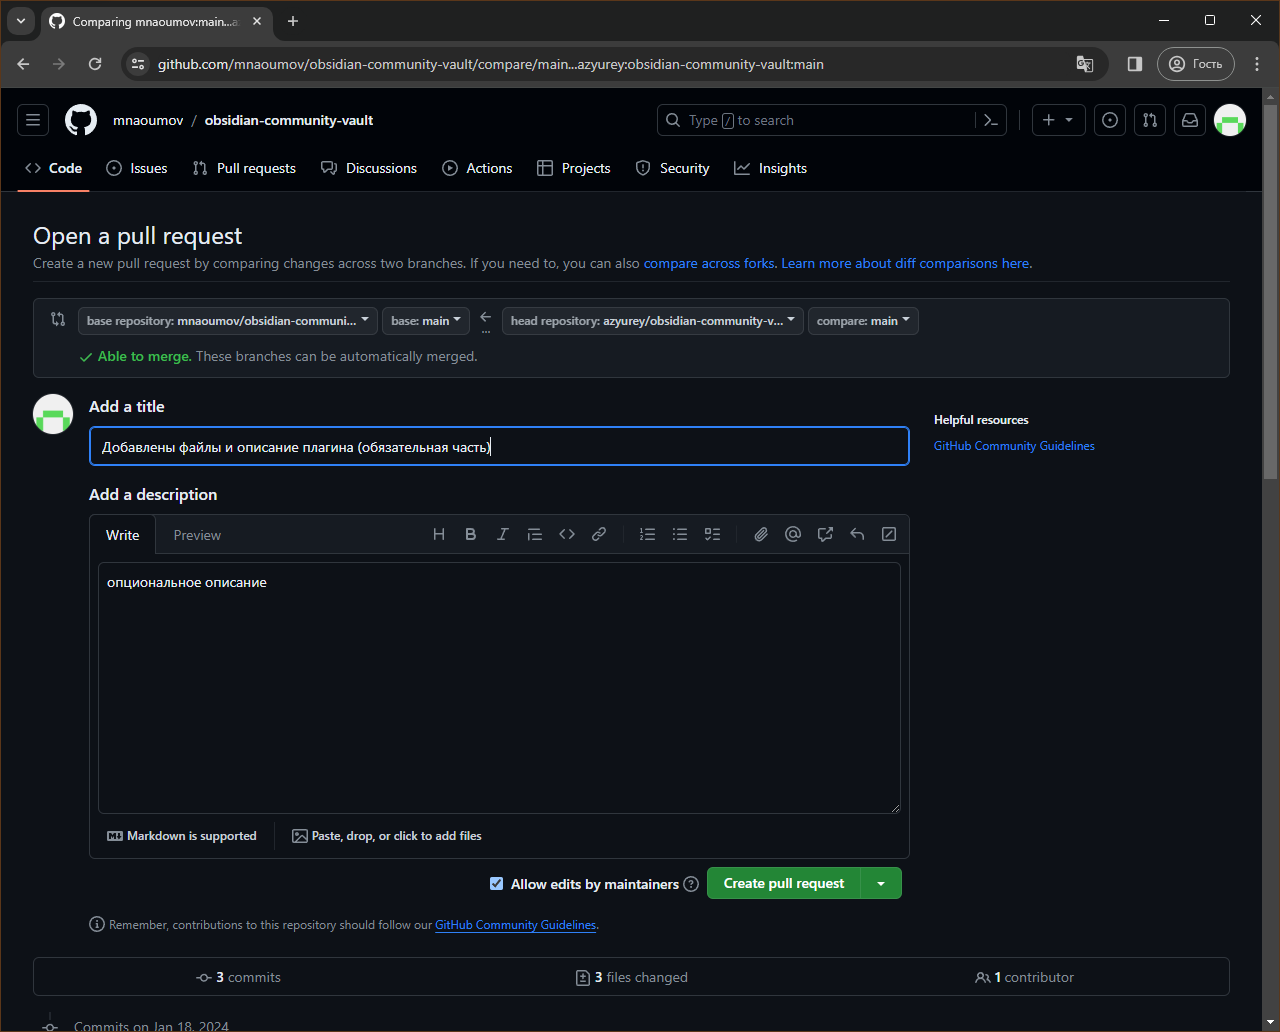 Comparing mnaoumov:main...a
github.com/mnaoumov/obsidian-community-vault/compare/main...azyurey:obsidian-community-vault:main
Гость
mnaoumov / obsidian-community-vault
Type / to search
Code Issues Pull requests Discussions Actions Projects Security Insights
Open a pull request
Create a new pull request by comparing changes across two branches. If you need to, you can also compare across forks. Learn more about diff comparisons here.
base repository: mnaoumov/obsidian-communi... base: main ... head repository: azyurey/obsidian-community-v... compare: main
Able to merge. These branches can be automatically merged.
Add a title
Helpful resources
Добавлены файлы и описание плагина (обязательная часть)
GitHub Community Guidelines
Add a description
Write Preview
опциональное описание
Markdown is supported Paste, drop, or click to add files
Allow edits by maintainers Create pull request
Remember, contributions to this repository should follow our GitHub Community Guidelines.
3 commits 3 files changed 1 contributor
Commits on Jan 18, 2024